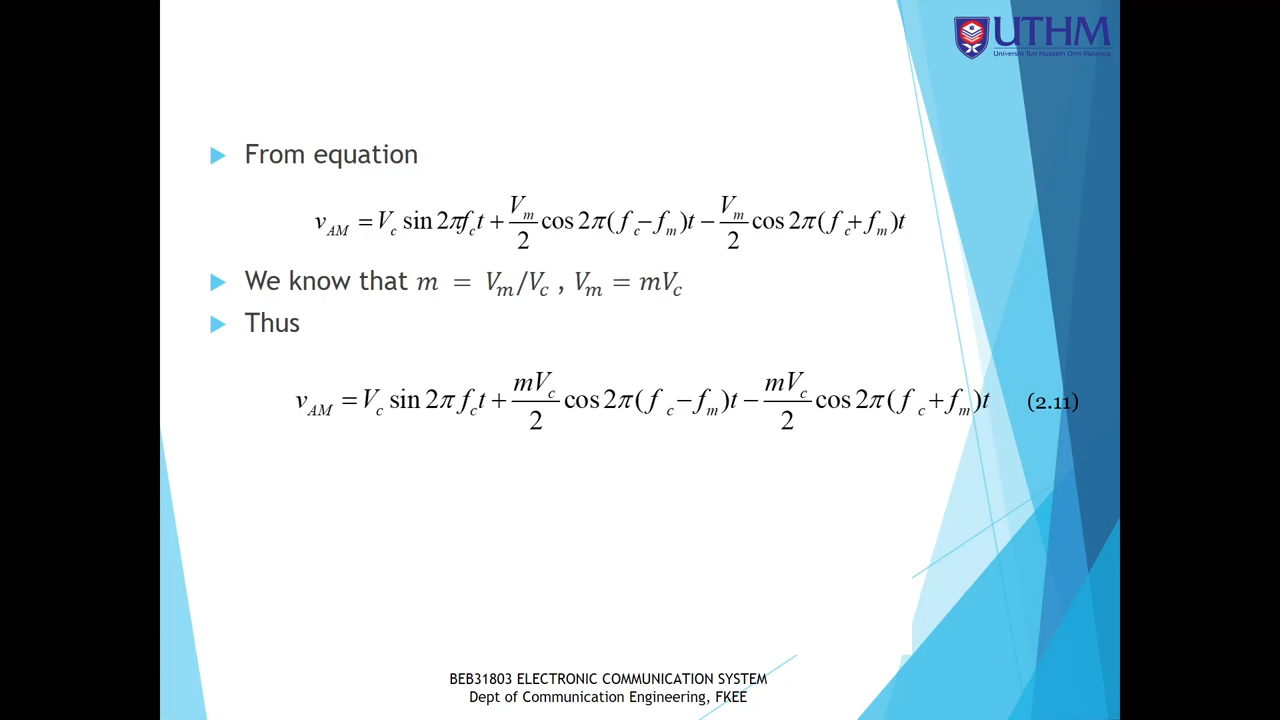 UTHM
Universiti Tun Hussein Onn Malaysia
From equation
v_AM = V_c sin 2πf_c t + V_m/2 cos 2π(f_c − f_m)t − V_m/2 cos 2π(f_c + f_m)t
We know that m = V_m/V_c , V_m = mV_c
Thus
v_AM = V_c sin 2π f_c t + mV_c/2 cos 2π(f_c − f_m)t − mV_c/2 cos 2π(f_c + f_m)t (2.11)
BEB31803 ELECTRONIC COMMUNICATION SYSTEM
Dept of Communication Engineering, FKEE